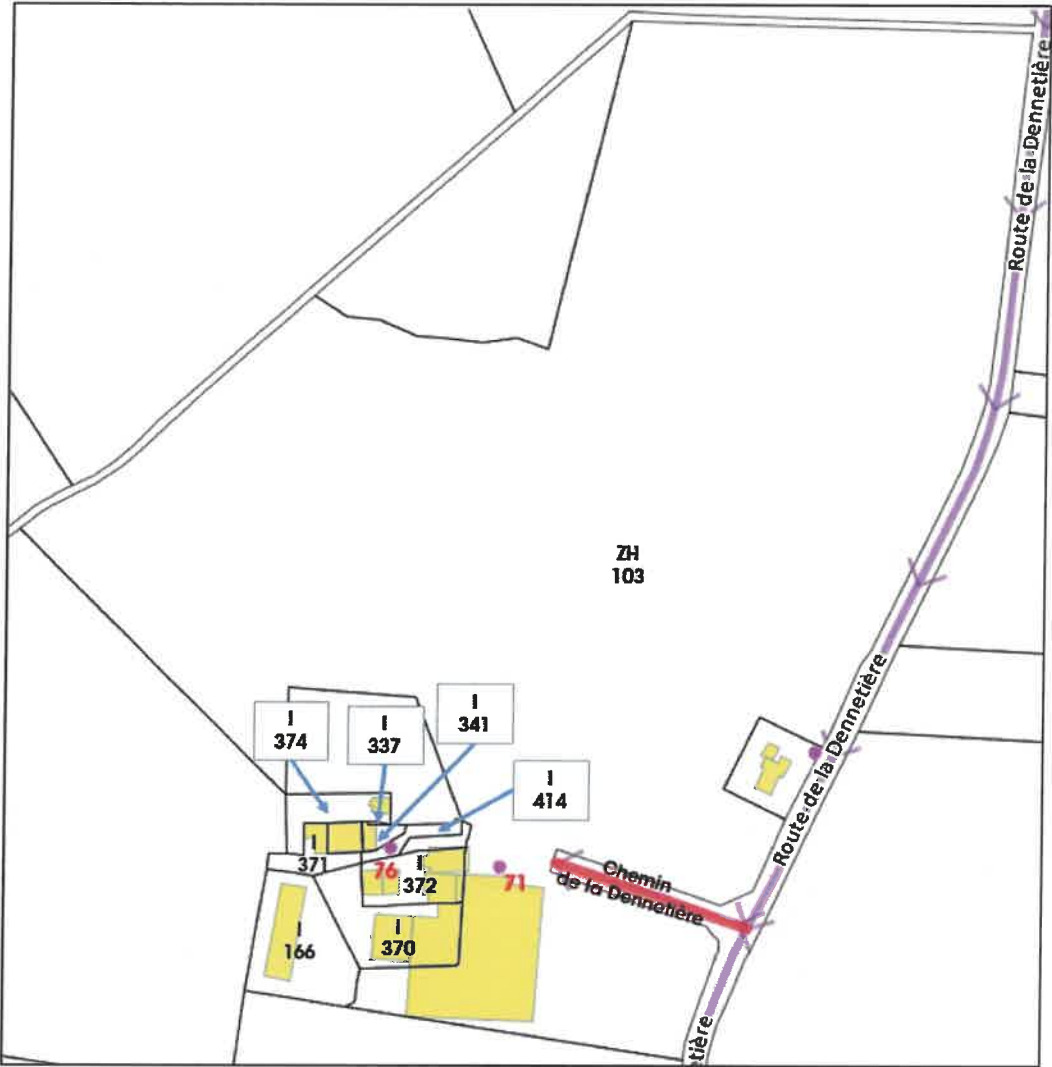 Route de la Dennetière
ZH
103
I
374
I
337
I
341
I
414
Route de la Dennetière
I
371
76
I
372
71
Chemin
de la Dennetière
I
166
I
370
tière